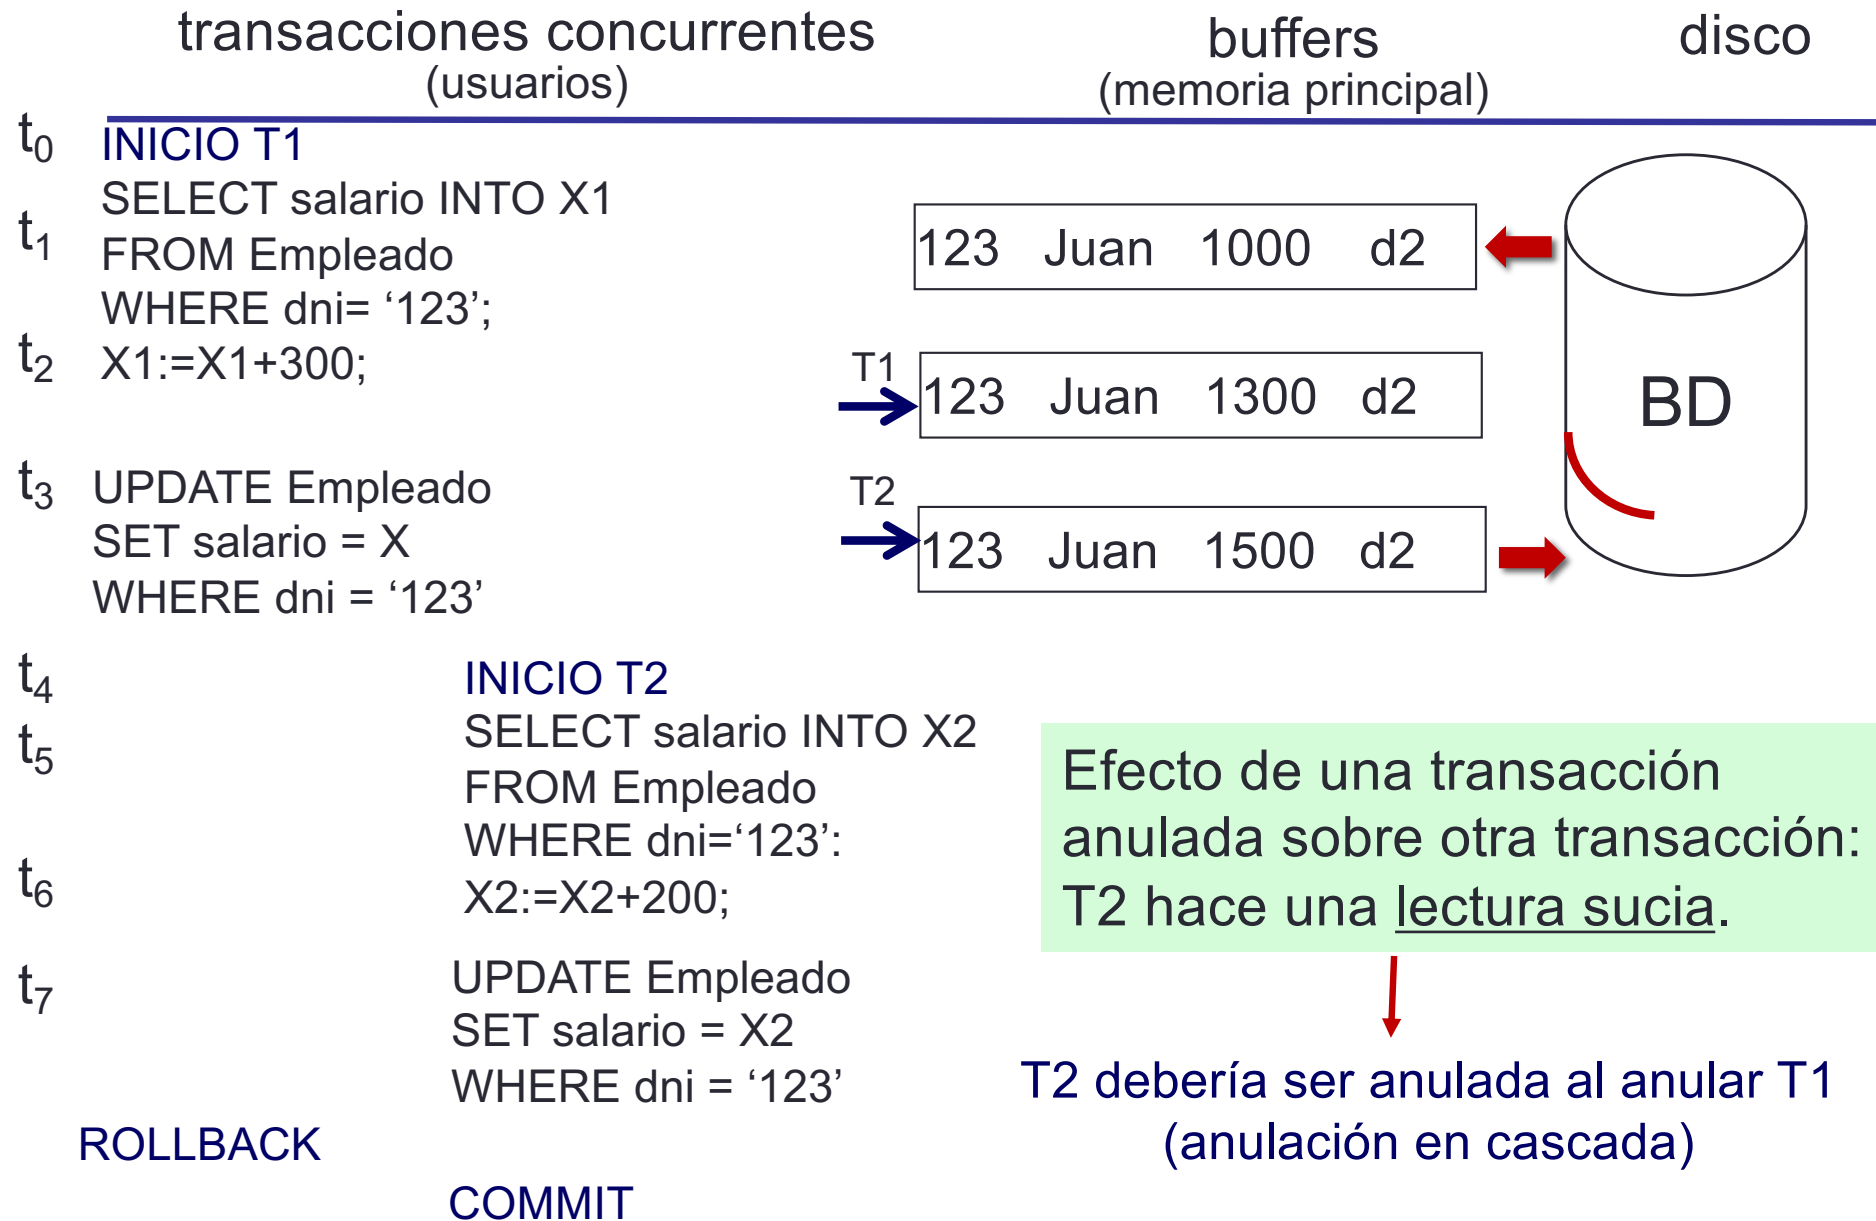 transacciones concurrentes
(usuarios)
buffers
(memoria principal)
disco
t0 INICIO T1
SELECT salario INTO X1
t1 FROM Empleado
WHERE dni= ‘123’;
t2 X1:=X1+300;
t3 UPDATE Empleado
SET salario = X
WHERE dni = ‘123’
t4 INICIO T2
t5 SELECT salario INTO X2
FROM Empleado
WHERE dni=‘123’:
t6 X2:=X2+200;
t7 UPDATE Empleado
SET salario = X2
WHERE dni = ‘123’
ROLLBACK
COMMIT
123 Juan 1000 d2
T1
123 Juan 1300 d2
T2
123 Juan 1500 d2
BD
Efecto de una transacción
anulada sobre otra transacción:
T2 hace una lectura sucia.
T2 debería ser anulada al anular T1
(anulación en cascada)